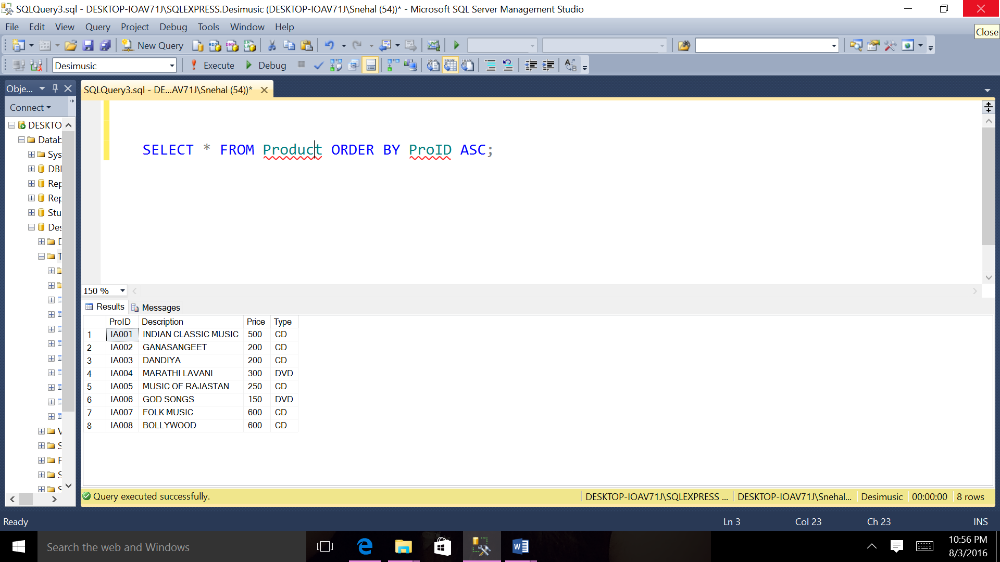 SQLQuery3.sql - DESKTOP-IOAV71J\SQLEXPRESS.Desimusic (DESKTOP-IOAV71J\Snehal (54))* - Microsoft SQL Server Management Studio
File Edit View Query Project Debug Tools Window Help
Close
New Query
Desimusic Execute Debug
Obje... SQLQuery3.sql - DE...AV71J\Snehal (54))*
Connect
DESKTO
Datab
Sys
DBI
Rep
Rep
Stu
Des
SELECT * FROM Product ORDER BY ProID ASC;
150 %
Results Messages
ProID Description Price Type
1 IA001 INDIAN CLASSIC MUSIC 500 CD
2 IA002 GANASANGEET 200 CD
3 IA003 DANDIYA 200 CD
4 IA004 MARATHI LAVANI 300 DVD
5 IA005 MUSIC OF RAJASTAN 250 CD
6 IA006 GOD SONGS 150 DVD
7 IA007 FOLK MUSIC 600 CD
8 IA008 BOLLYWOOD 600 CD
Query executed successfully. DESKTOP-IOAV71J\SQLEXPRESS ... DESKTOP-IOAV71J\Snehal... Desimusic 00:00:00 8 rows
Ready Ln 3 Col 23 Ch 23 INS
Search the web and Windows
10:56 PM
8/3/2016